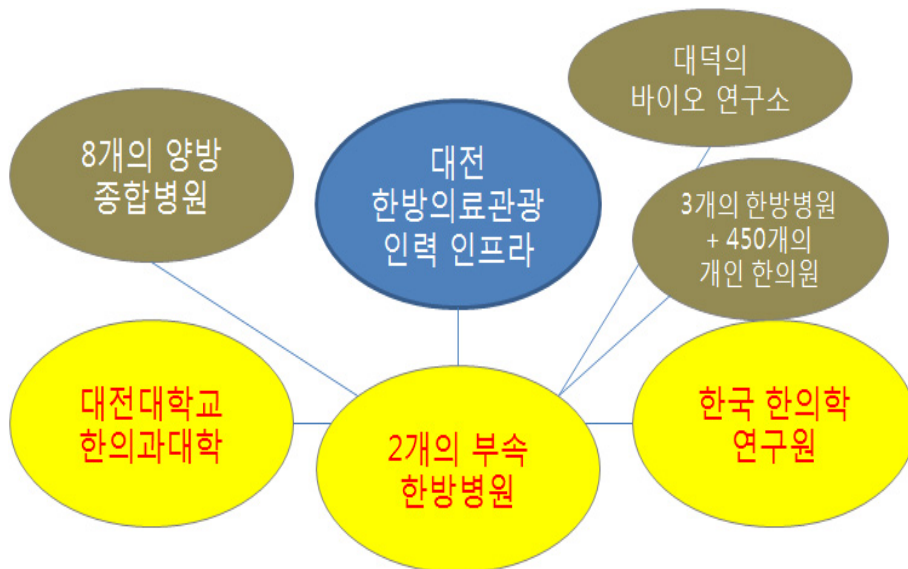 대덕의
바이오 연구소
8개의 양방
종합병원
대전
한방의료관광
인력 인프라
3개의 한방병원
+ 450개의
개인 한의원
대전대학교
한의과대학
2개의 부속
한방병원
한국 한의학
연구원